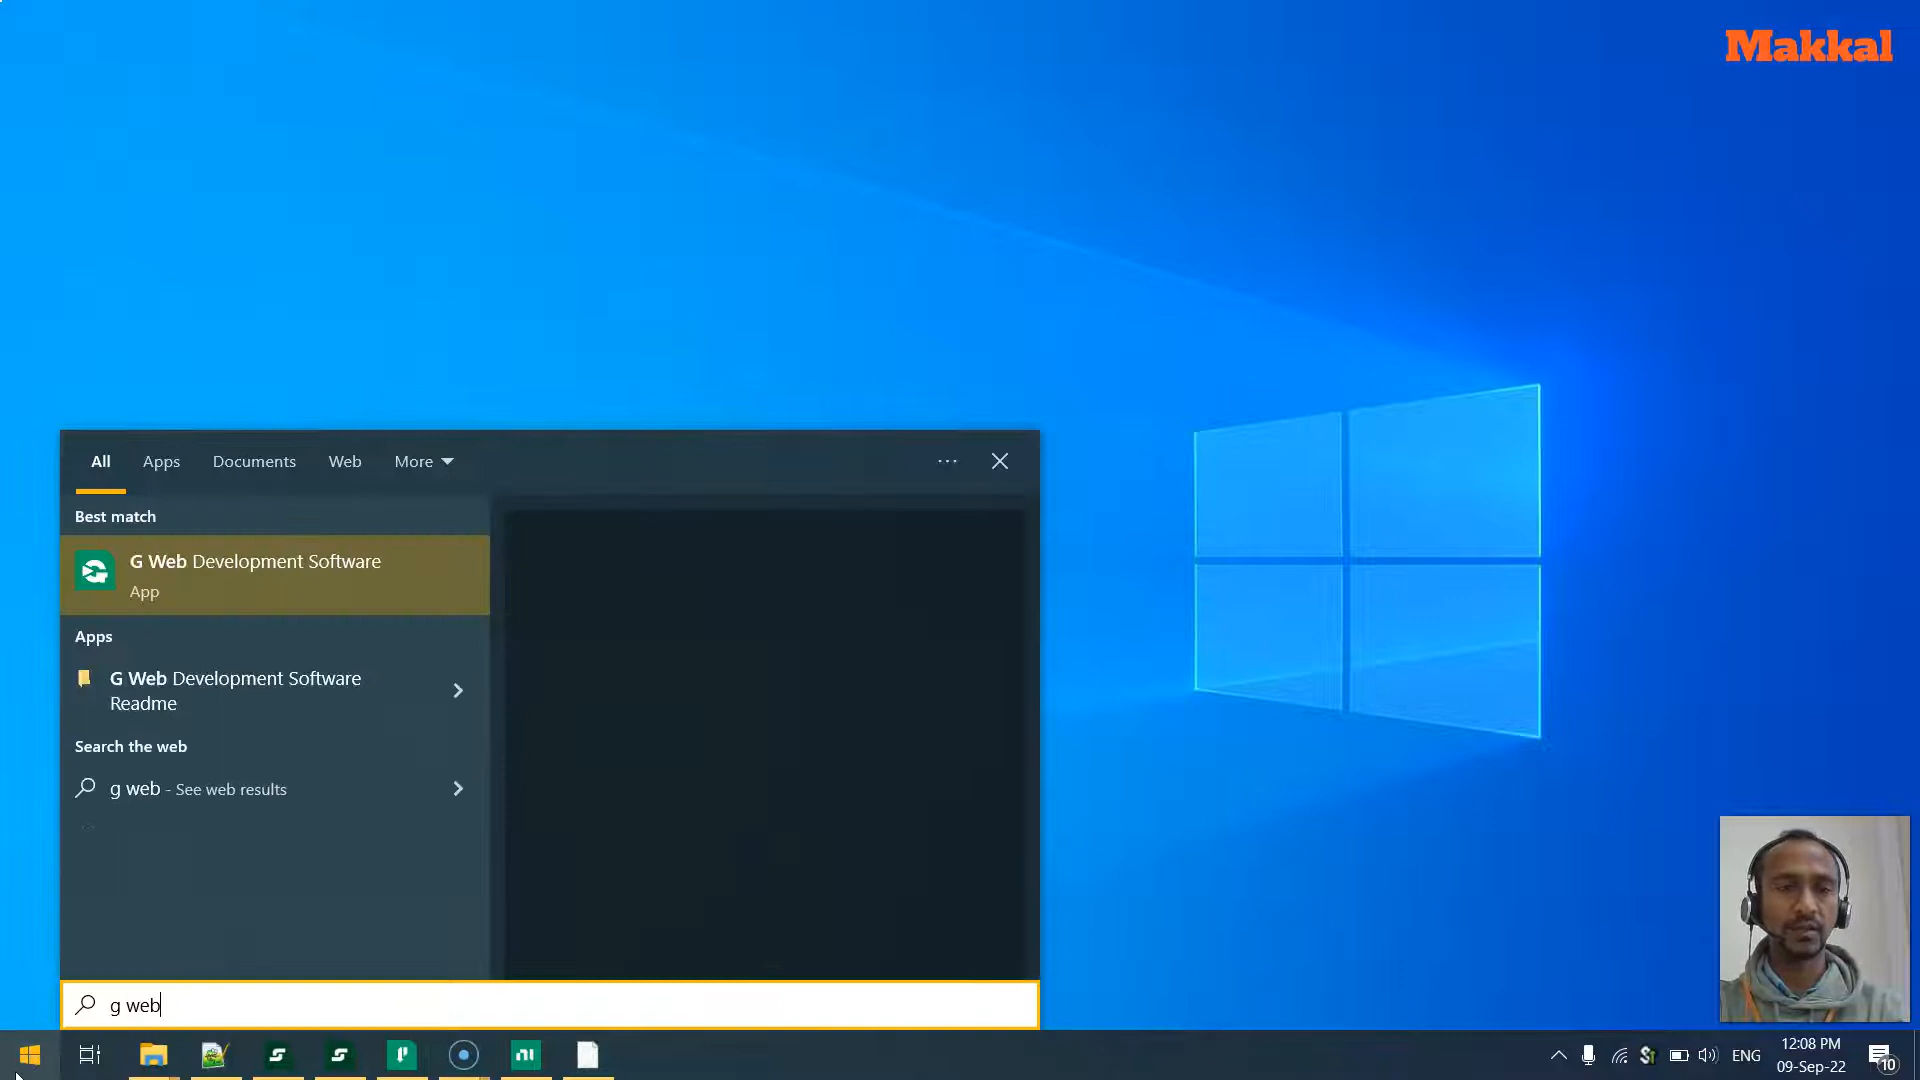 Makkal
All Apps Documents Web More
Best match
G Web Development Software
App
Apps
G Web Development Software
Readme
Search the web
g web - See web results
g web
ENG
12:08 PM
09-Sep-22
10